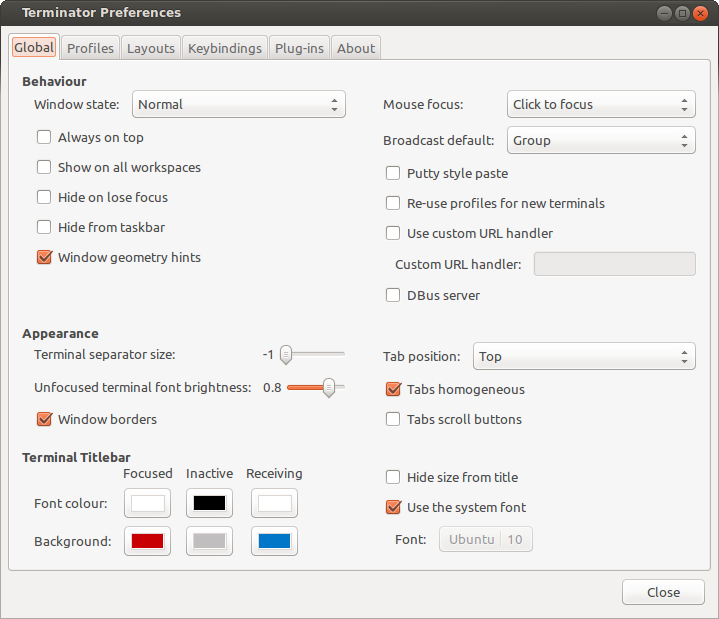 Terminator Preferences
Global Profiles Layouts Keybindings Plug-ins About
Behaviour
Window state: Normal
Always on top
Show on all workspaces
Hide on lose focus
Hide from taskbar
Window geometry hints
Mouse focus: Click to focus
Broadcast default: Group
Putty style paste
Re-use profiles for new terminals
Use custom URL handler
Custom URL handler:
DBus server
Appearance
Terminal separator size: -1
Unfocused terminal font brightness: 0.8
Window borders
Tab position: Top
Tabs homogeneous
Tabs scroll buttons
Terminal Titlebar
Focused Inactive Receiving
Font colour:
Background:
Hide size from title
Use the system font
Font: Ubuntu 10
Close